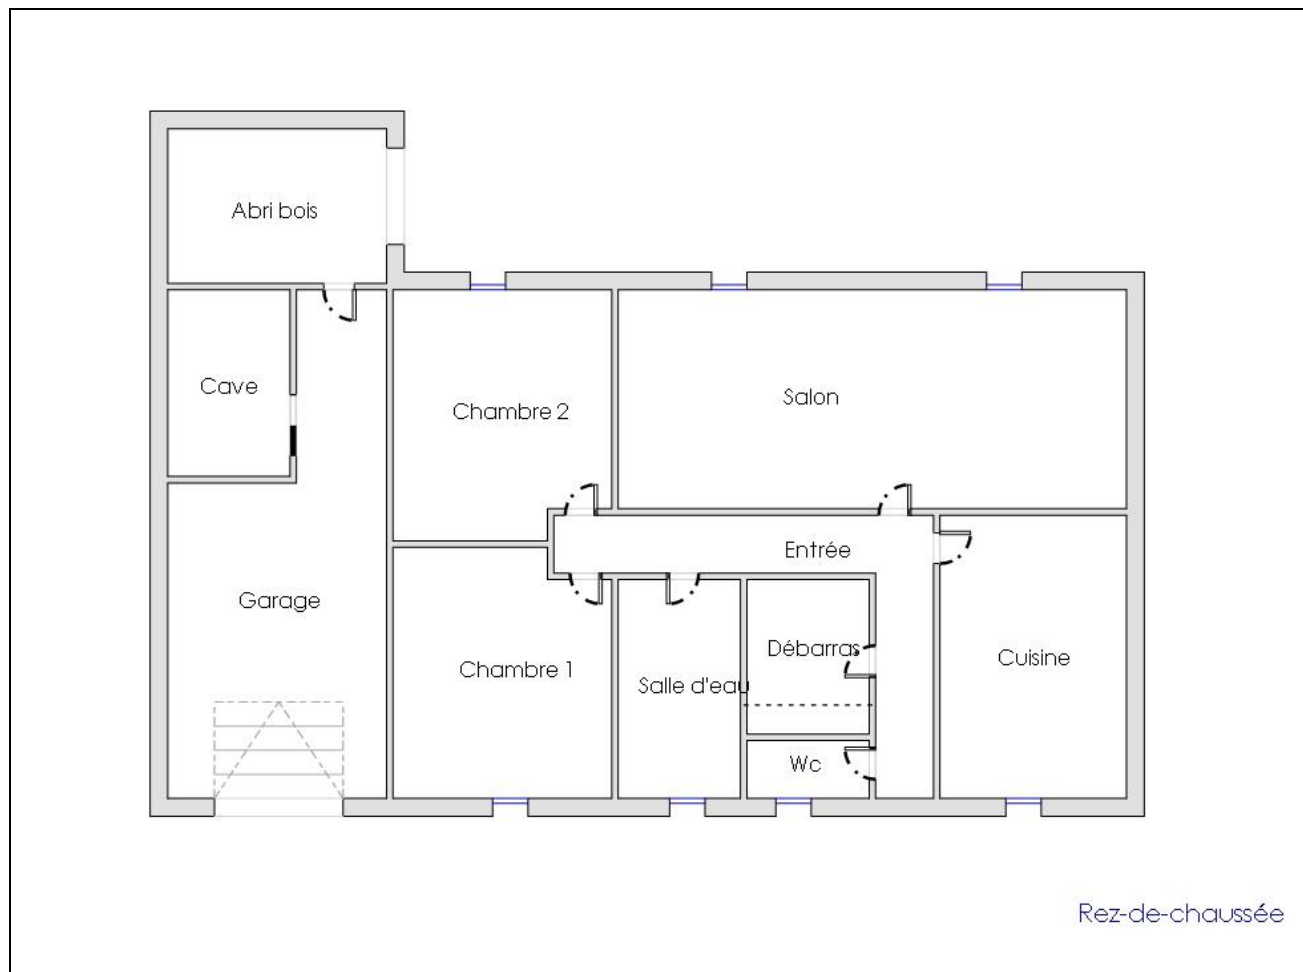 Abri bois
Cave
Chambre 2
Salon
Entrée
Garage
Chambre 1
Salle d'eau
Débarras
Cuisine
Wc
Rez-de-chaussée